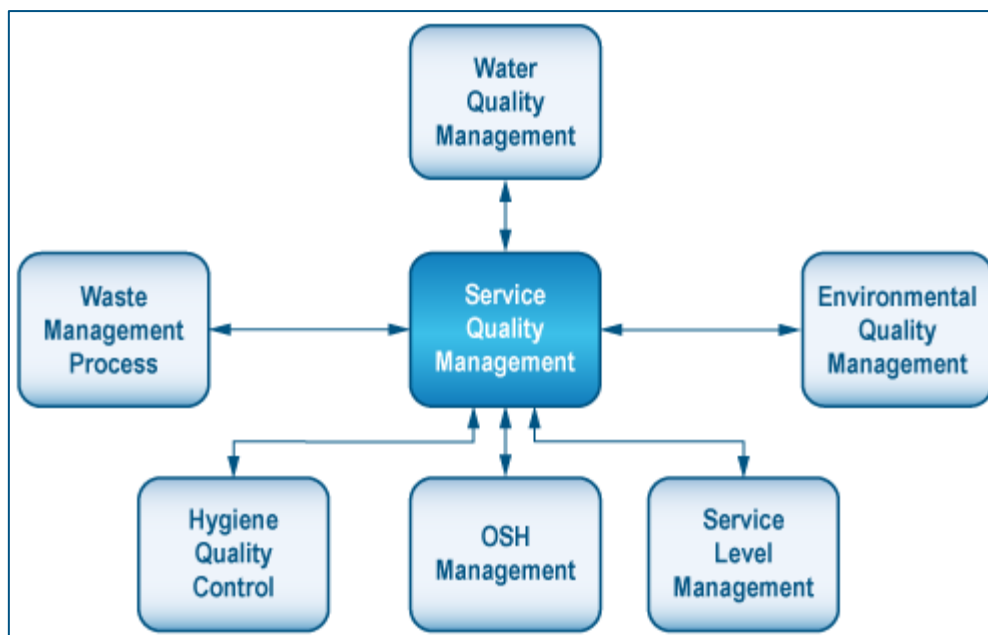 Water
Quality
Management
Waste
Management
Process
Service
Quality
Management
Environmental
Quality
Management
Hygiene
Quality
Control
OSH
Management
Service
Level
Management